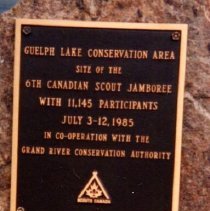 GUELPH LAKE CONSERVATION AREA
SITE OF THE
6TH CANADIAN SCOUT JAMBOREE
WITH 11,145 PARTICIPANTS
JULY 3-12, 1985
IN CO-OPERATION WITH THE
GRAND RIVER CONSERVATION AUTHORITY
SCOUTS CANADA